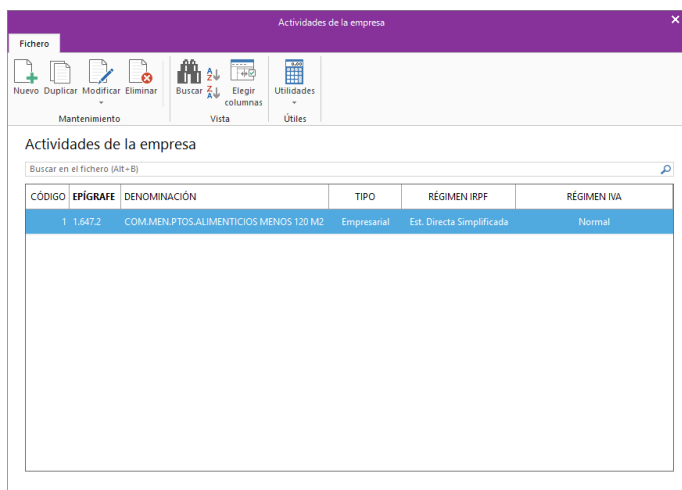 Actividades de la empresa
Fichero
Nuevo Duplicar Modificar Eliminar Buscar Elegir columnas Utilidades
Mantenimiento Vista Útiles
Actividades de la empresa
Buscar en el fichero (Alt+B)
CÓDIGO EPÍGRAFE DENOMINACIÓN TIPO RÉGIMEN IRPF RÉGIMEN IVA
1 1.647.2 COM.MEN.PTOS.ALIMENTICIOS MENOS 120 M2 Empresarial Est. Directa Simplificada Normal